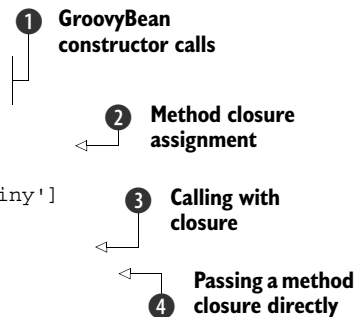 1 GroovyBean
constructor calls
2 Method closure
assignment
iny']
3 Calling with
closure
Passing a method
4 closure directly